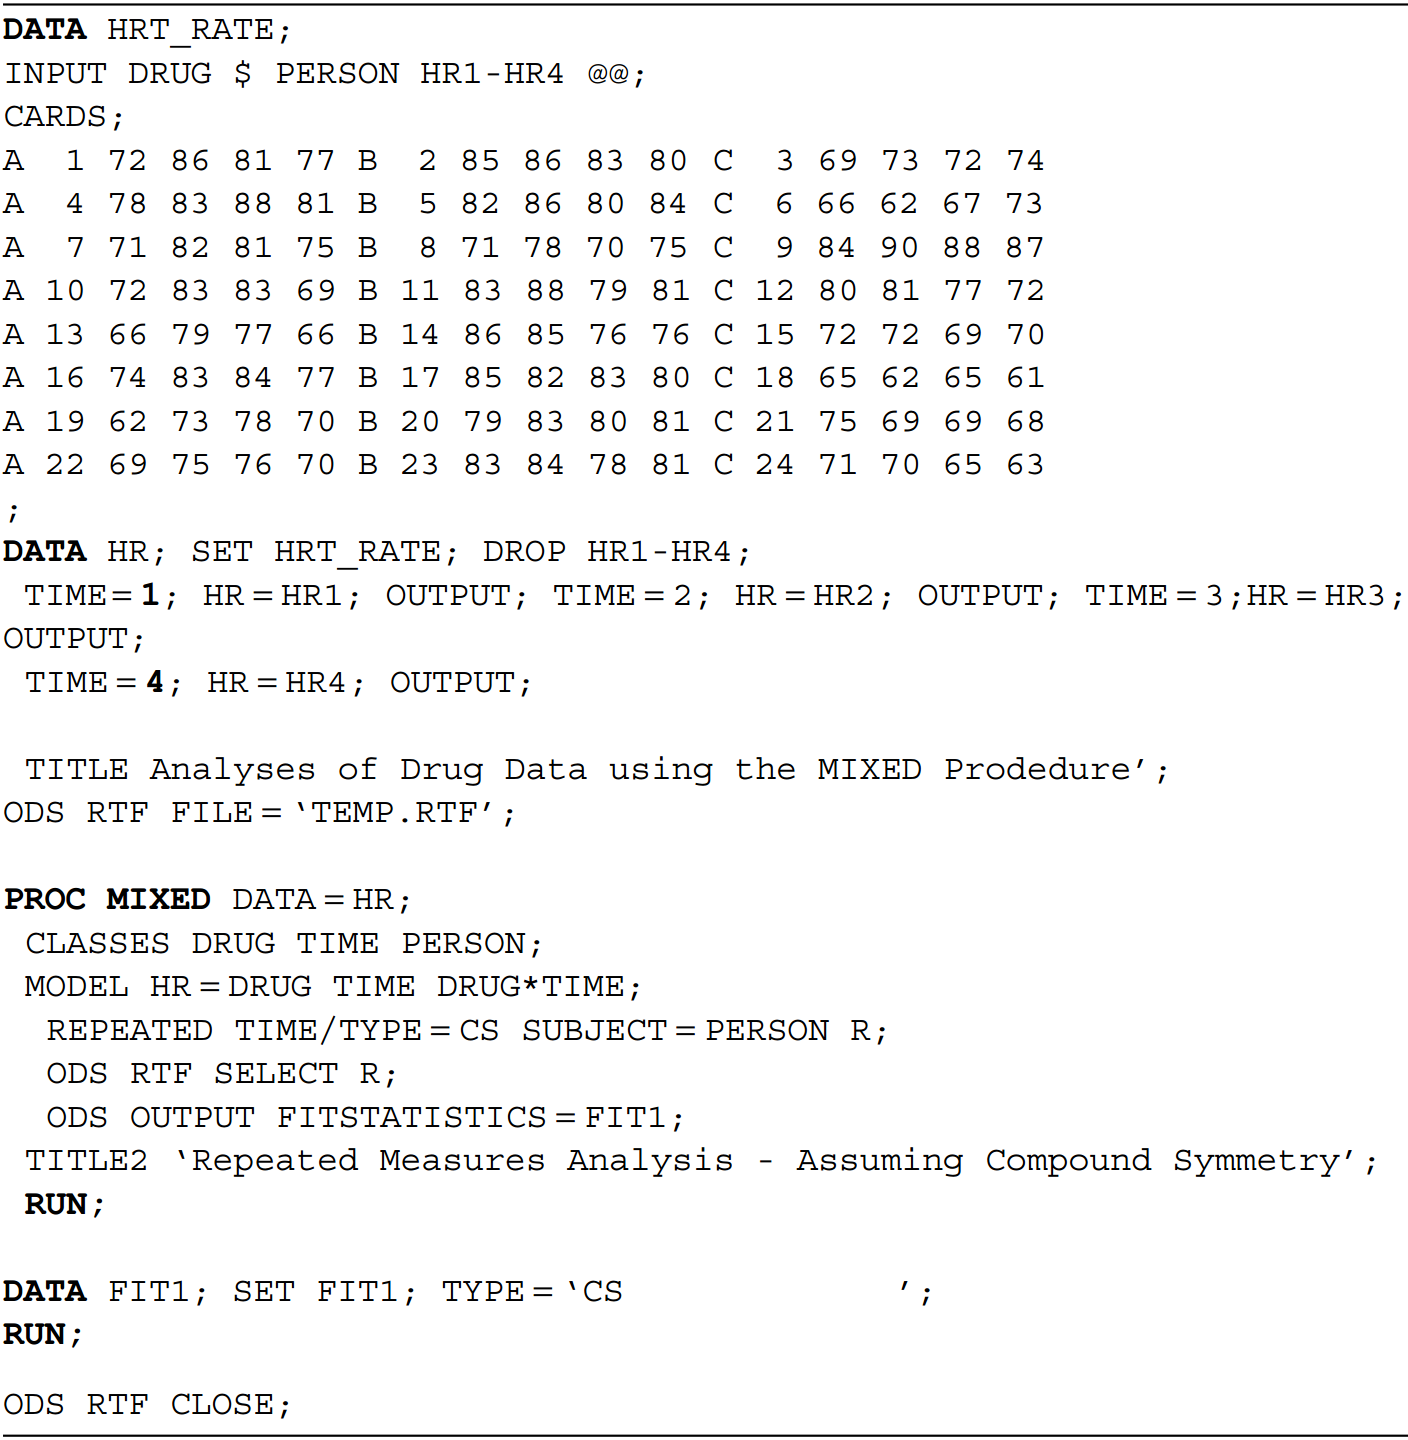 DATA HRT_RATE;
INPUT DRUG $ PERSON HR1-HR4 @@;
CARDS;
A 1 72 86 81 77 B 2 85 86 83 80 C 3 69 73 72 74
A 4 78 83 88 81 B 5 82 86 80 84 C 6 66 62 67 73
A 7 71 82 81 75 B 8 71 78 70 75 C 9 84 90 88 87
A 10 72 83 83 69 B 11 83 88 79 81 C 12 80 81 77 72
A 13 66 79 77 66 B 14 86 85 76 76 C 15 72 72 69 70
A 16 74 83 84 77 B 17 85 82 83 80 C 18 65 62 65 61
A 19 62 73 78 70 B 20 79 83 80 81 C 21 75 69 69 68
A 22 69 75 76 70 B 23 83 84 78 81 C 24 71 70 65 63
;
DATA HR; SET HRT_RATE; DROP HR1-HR4;
TIME=1; HR=HR1; OUTPUT; TIME=2; HR=HR2; OUTPUT; TIME=3;HR=HR3;
OUTPUT;
TIME=4; HR=HR4; OUTPUT;
TITLE Analyses of Drug Data using the MIXED Prodedure’;
ODS RTF FILE=‘TEMP.RTF’;
PROC MIXED DATA=HR;
CLASSES DRUG TIME PERSON;
MODEL HR=DRUG TIME DRUG*TIME;
REPEATED TIME/TYPE=CS SUBJECT=PERSON R;
ODS RTF SELECT R;
ODS OUTPUT FITSTATISTICS=FIT1;
TITLE2 ‘Repeated Measures Analysis - Assuming Compound Symmetry’;
RUN;
DATA FIT1; SET FIT1; TYPE=‘CS ’;
RUN;
ODS RTF CLOSE;